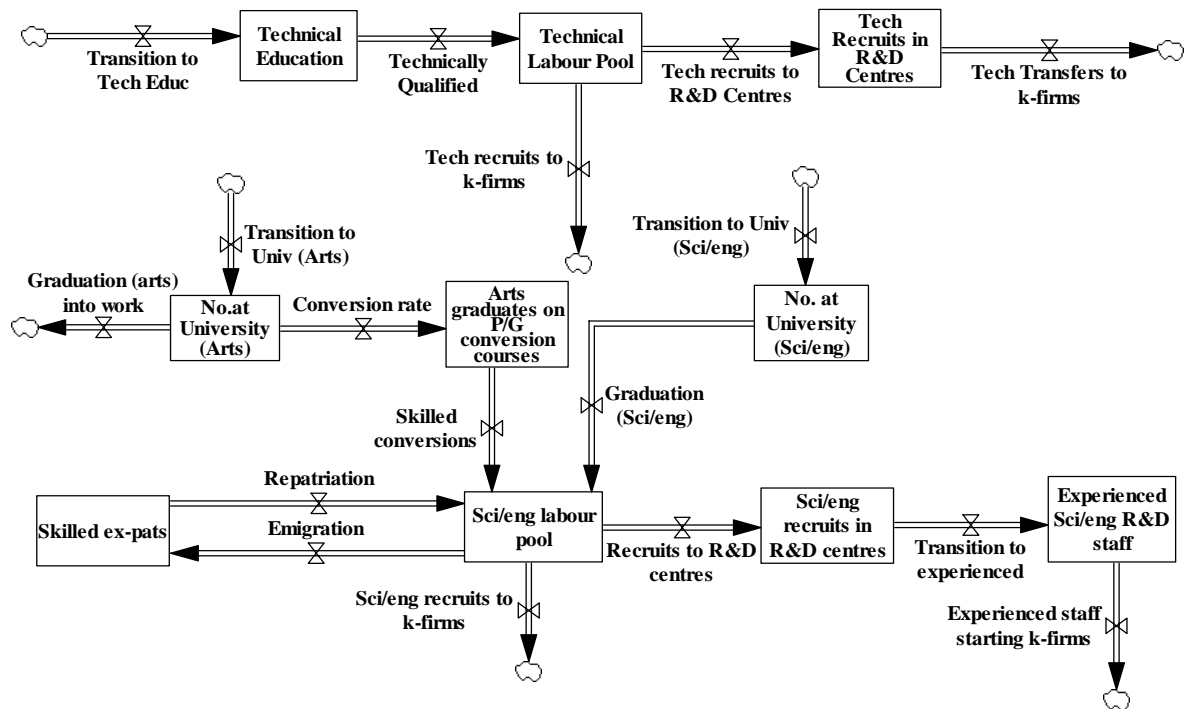 Transition to
Tech Educ
Technical
Education
Technically
Qualified
Technical
Labour Pool
Tech recruits to
R&D Centres
Tech
Recruits in
R&D
Centres
Tech Transfers to
k-firms
Tech recruits to
k-firms
Transition to
Univ (Arts)
Transition to Univ
(Sci/eng)
Graduation (arts)
into work
No.at
University
(Arts)
Conversion rate
Arts
graduates on
P/G
conversion
courses
No. at
University
(Sci/eng)
Skilled
conversions
Graduation
(Sci/eng)
Skilled ex-pats
Repatriation
Emigration
Sci/eng labour
pool
Recruits to R&D
centres
Sci/eng
recruits in
R&D centres
Transition to
experienced
Experienced
Sci/eng R&D
staff
Sci/eng recruits to
k-firms
Experienced staff
starting k-firms